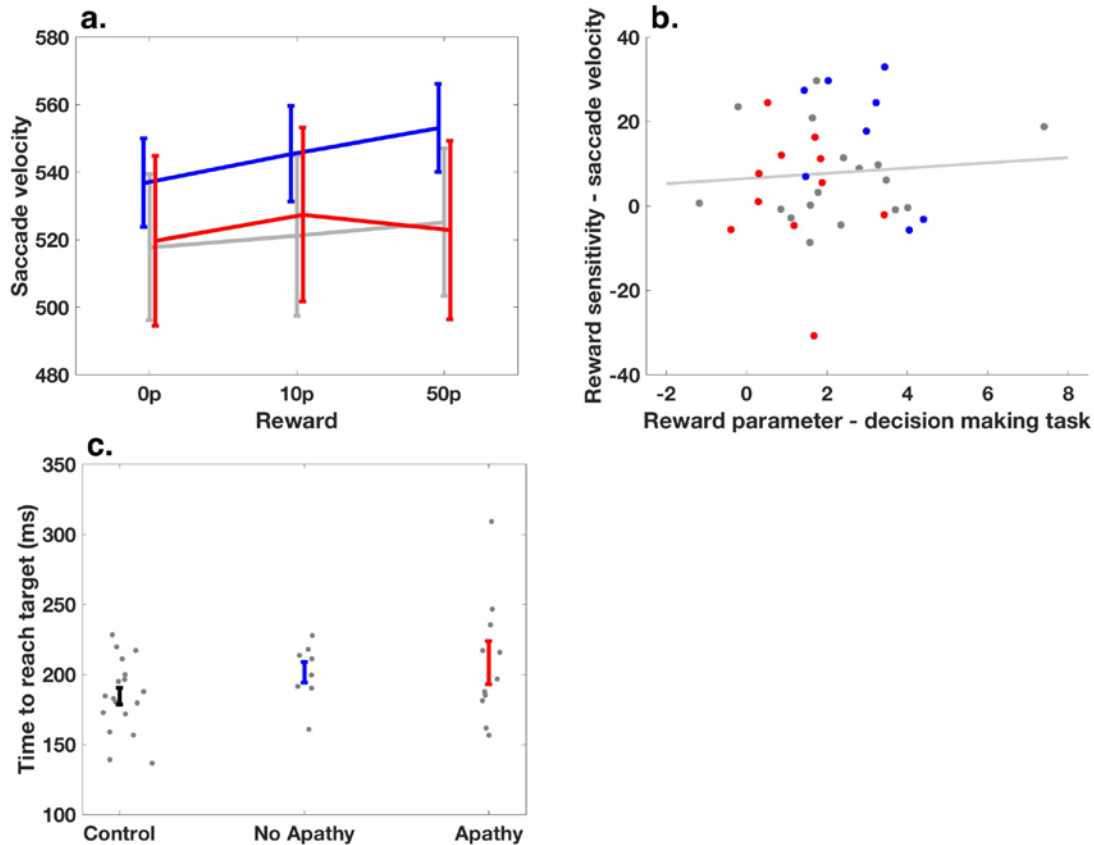 a.
580
560
540
520
500
480
Saccade velocity
0p
10p
50p
Reward
b.
40
20
0
-20
-40
Reward sensitivity - saccade velocity
-2
0
2
4
6
8
Reward parameter - decision making task
c.
350
300
250
200
150
100
Time to reach target (ms)
Control
No Apathy
Apathy